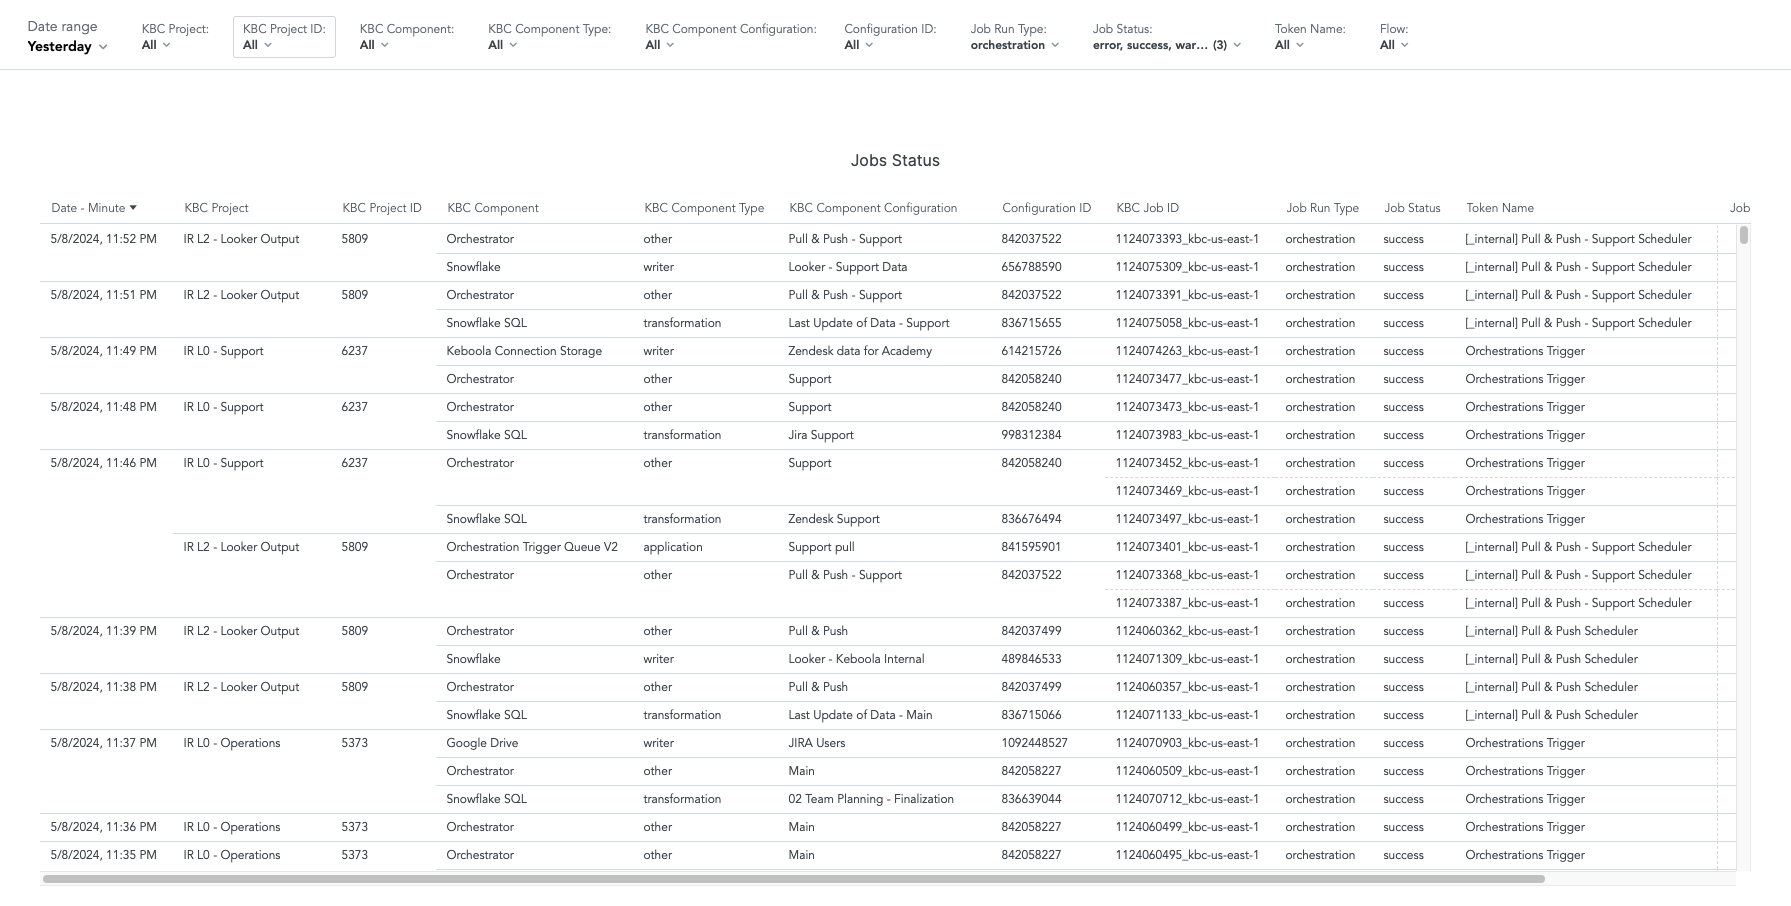 Date range
Yesterday
KBC Project:
All
KBC Project ID:
All
KBC Component:
All
KBC Component Type:
All
KBC Component Configuration:
All
Configuration ID:
All
Job Run Type:
orchestration
Job Status:
error, success, war... (3)
Token Name:
All
Flow:
All
Jobs Status
Date - Minute KBC Project KBC Project ID KBC Component KBC Component Type KBC Component Configuration Configuration ID KBC Job ID Job Run Type Job Status Token Name Job
5/8/2024, 11:52 PM IR L2 - Looker Output 5809 Orchestrator other Pull & Push - Support 842037522 1124073393_kbc-us-east-1 orchestration success [_internal] Pull & Push - Support Scheduler
Snowflake writer Looker - Support Data 656788590 1124075309_kbc-us-east-1 orchestration success [_internal] Pull & Push - Support Scheduler
5/8/2024, 11:51 PM IR L2 - Looker Output 5809 Orchestrator other Pull & Push - Support 842037522 1124073391_kbc-us-east-1 orchestration success [_internal] Pull & Push - Support Scheduler
Snowflake SQL transformation Last Update of Data - Support 836715655 1124075058_kbc-us-east-1 orchestration success [_internal] Pull & Push - Support Scheduler
5/8/2024, 11:49 PM IR L0 - Support 6237 Keboola Connection Storage writer Zendesk data for Academy 614215726 1124074263_kbc-us-east-1 orchestration success Orchestrations Trigger
Orchestrator other Support 842058240 1124073477_kbc-us-east-1 orchestration success Orchestrations Trigger
5/8/2024, 11:48 PM IR L0 - Support 6237 Orchestrator other Support 842058240 1124073473_kbc-us-east-1 orchestration success Orchestrations Trigger
Snowflake SQL transformation Jira Support 998312384 1124073983_kbc-us-east-1 orchestration success Orchestrations Trigger
5/8/2024, 11:46 PM IR L0 - Support 6237 Orchestrator other Support 842058240 1124073452_kbc-us-east-1 orchestration success Orchestrations Trigger
1124073469_kbc-us-east-1 orchestration success Orchestrations Trigger
Snowflake SQL transformation Zendesk Support 836676494 1124073497_kbc-us-east-1 orchestration success Orchestrations Trigger
IR L2 - Looker Output 5809 Orchestration Trigger Queue V2 application Support pull 841595901 1124073401_kbc-us-east-1 orchestration success [_internal] Pull & Push - Support Scheduler
Orchestrator other Pull & Push - Support 842037522 1124073368_kbc-us-east-1 orchestration success [_internal] Pull & Push - Support Scheduler
1124073387_kbc-us-east-1 orchestration success [_internal] Pull & Push - Support Scheduler
5/8/2024, 11:39 PM IR L2 - Looker Output 5809 Orchestrator other Pull & Push 842037499 1124060362_kbc-us-east-1 orchestration success [_internal] Pull & Push Scheduler
Snowflake writer Looker - Keboola Internal 489846533 1124071309_kbc-us-east-1 orchestration success [_internal] Pull & Push Scheduler
5/8/2024, 11:38 PM IR L2 - Looker Output 5809 Orchestrator other Pull & Push 842037499 1124060357_kbc-us-east-1 orchestration success [_internal] Pull & Push Scheduler
Snowflake SQL transformation Last Update of Data - Main 836715066 1124071133_kbc-us-east-1 orchestration success [_internal] Pull & Push Scheduler
5/8/2024, 11:37 PM IR L0 - Operations 5373 Google Drive writer JIRA Users 1092448527 1124070903_kbc-us-east-1 orchestration success Orchestrations Trigger
Orchestrator other Main 842058227 1124060509_kbc-us-east-1 orchestration success Orchestrations Trigger
Snowflake SQL transformation 02 Team Planning - Finalization 836639044 1124070712_kbc-us-east-1 orchestration success Orchestrations Trigger
5/8/2024, 11:36 PM IR L0 - Operations 5373 Orchestrator other Main 842058227 1124060499_kbc-us-east-1 orchestration success Orchestrations Trigger
5/8/2024, 11:35 PM IR L0 - Operations 5373 Orchestrator other Main 842058227 1124060495_kbc-us-east-1 orchestration success Orchestrations Trigger